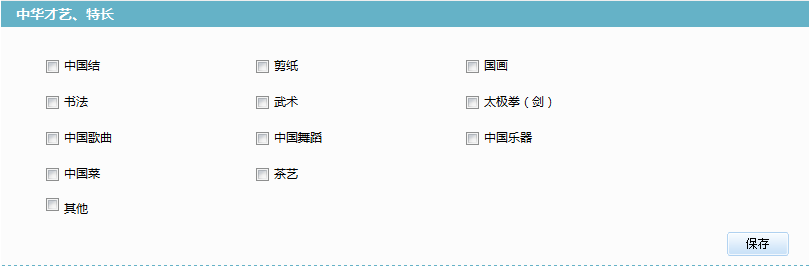 中华才艺、特长
中国结 剪纸 国画
书法 武术 太极拳（剑）
中国歌曲 中国舞蹈 中国乐器
中国菜 茶艺
其他
保存